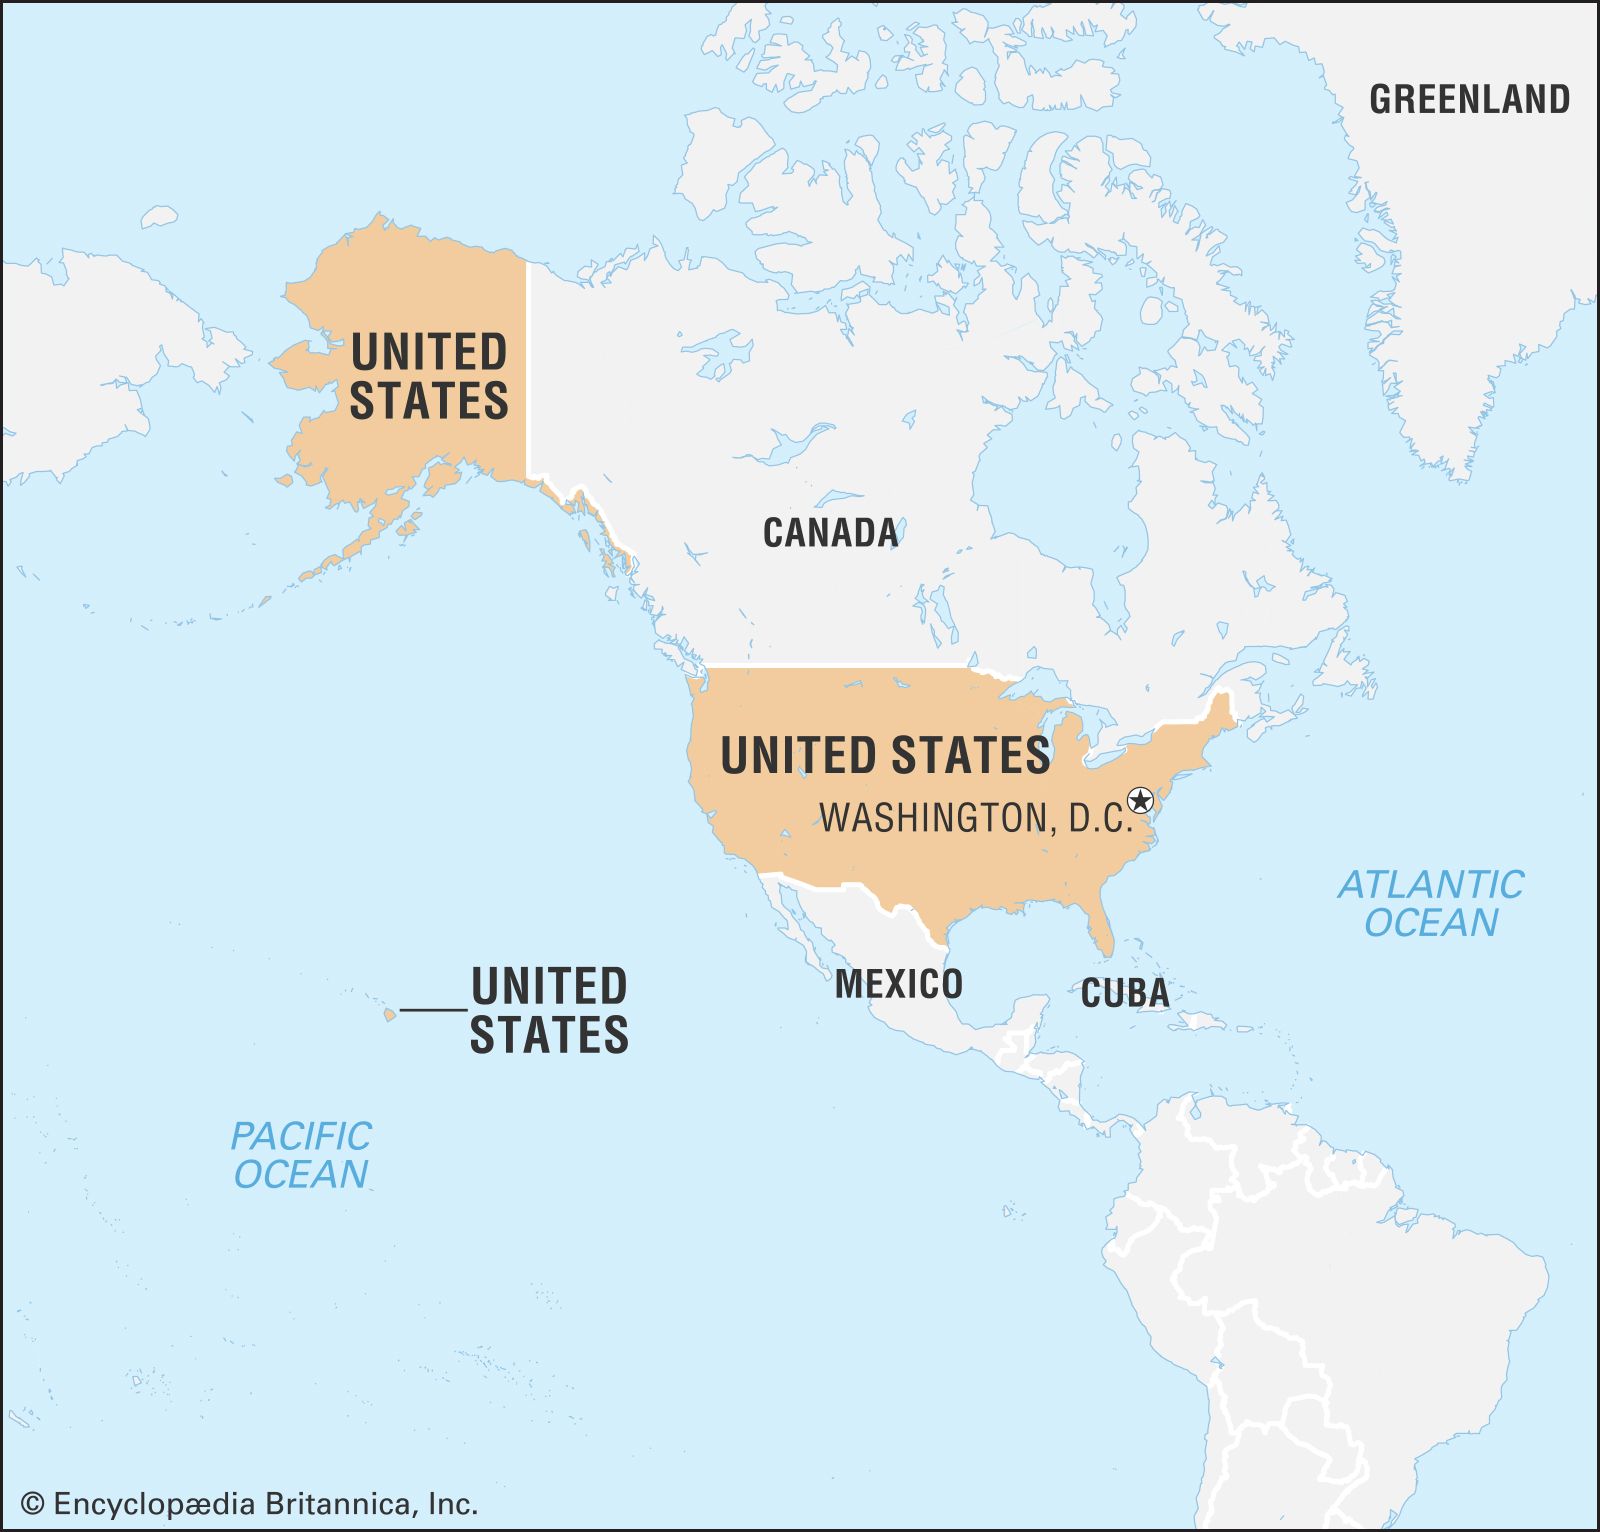 GREENLAND
UNITED
STATES
CANADA
UNITED STATES
WASHINGTON, D.C.
ATLANTIC
OCEAN
UNITED
STATES
MEXICO
CUBA
PACIFIC
OCEAN
© Encyclopædia Britannica, Inc.